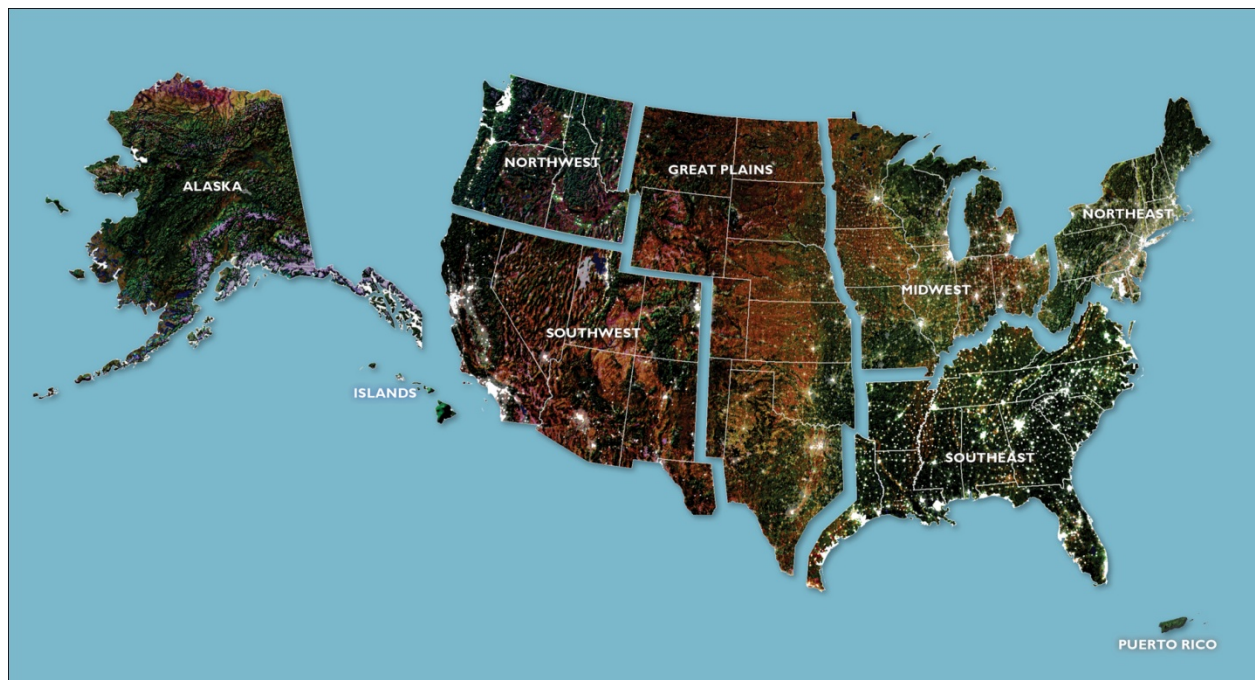 NORTHWEST
GREAT PLAINS
ALASKA
NORTHEAST
MIDWEST
SOUTHWEST
ISLANDS
SOUTHEAST
PUERTO RICO